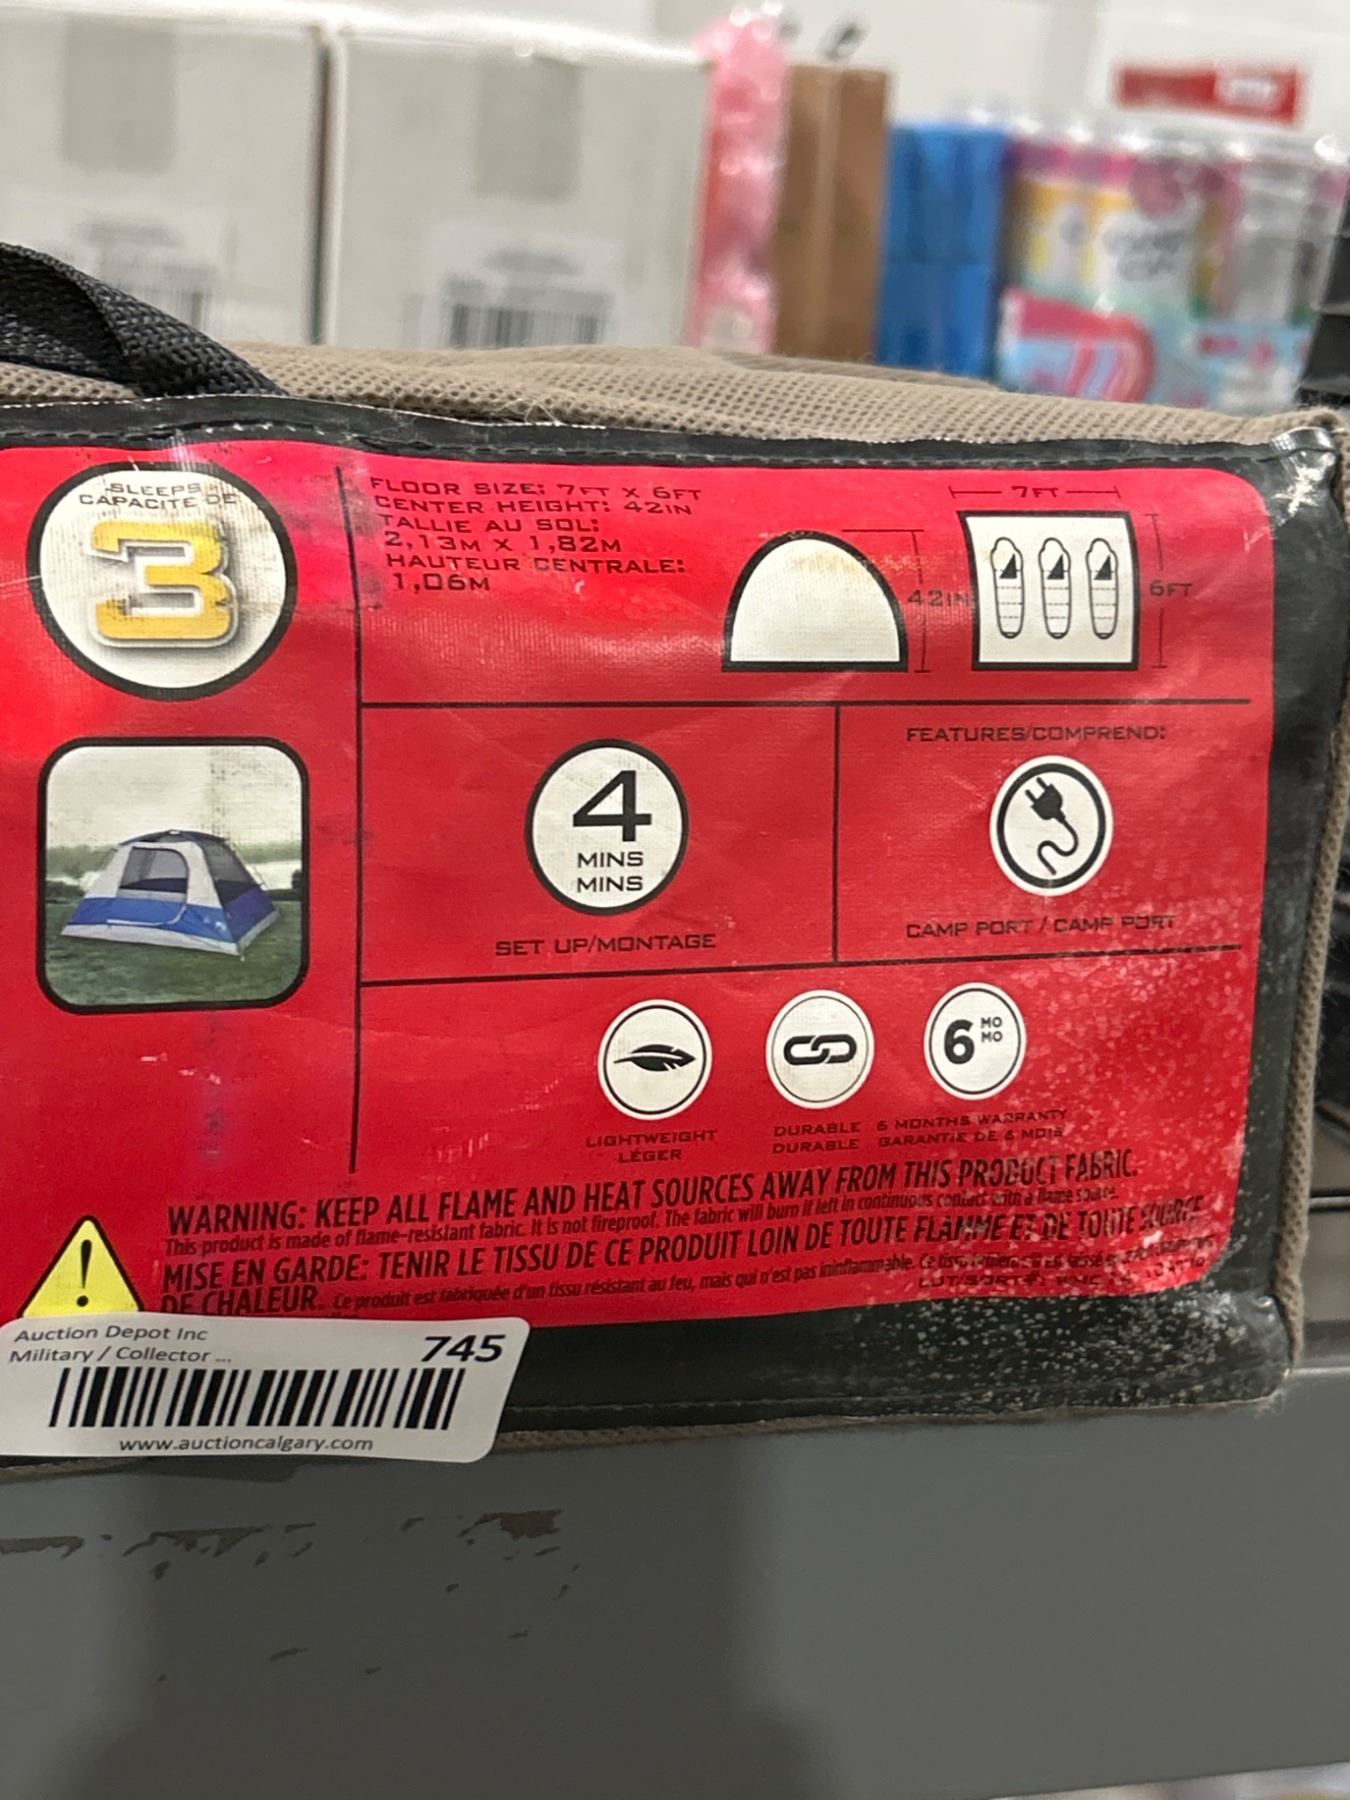 SLEEPS
CAPACITE DE
3
FLOOR SIZE: 7FT X 6FT
CENTER HEIGHT: 42IN
TALLIE AU SOL:
2,13M X 1,82M
HAUTEUR CENTRALE:
1,06M
7FT
42IN
6FT
4
MINS
MINS
SET UP/MONTAGE
FEATURES/COMPREND:
CAMP PORT / CAMP PORT
LIGHTWEIGHT
LÉGER
DURABLE
DURABLE
6 MO
MO
6 MONTHS WARRANTY
GARANTIE DE 6 MOIS
WARNING: KEEP ALL FLAME AND HEAT SOURCES AWAY FROM THIS PRODUCT FABRIC.
This product is made of flame-resistant fabric. It is not fireproof. The fabric will burn if left in continuous contact with a flame source.
MISE EN GARDE: TENIR LE TISSU DE CE PRODUIT LOIN DE TOUTE FLAMME ET DE TOUTE SOURCE
DE CHALEUR. Ce produit est fabriquée d'un tissu résistant au feu, mais qui n'est pas ininflammable. Ce
Auction Depot Inc
Military / Collector ...
745
www.auctioncalgary.com